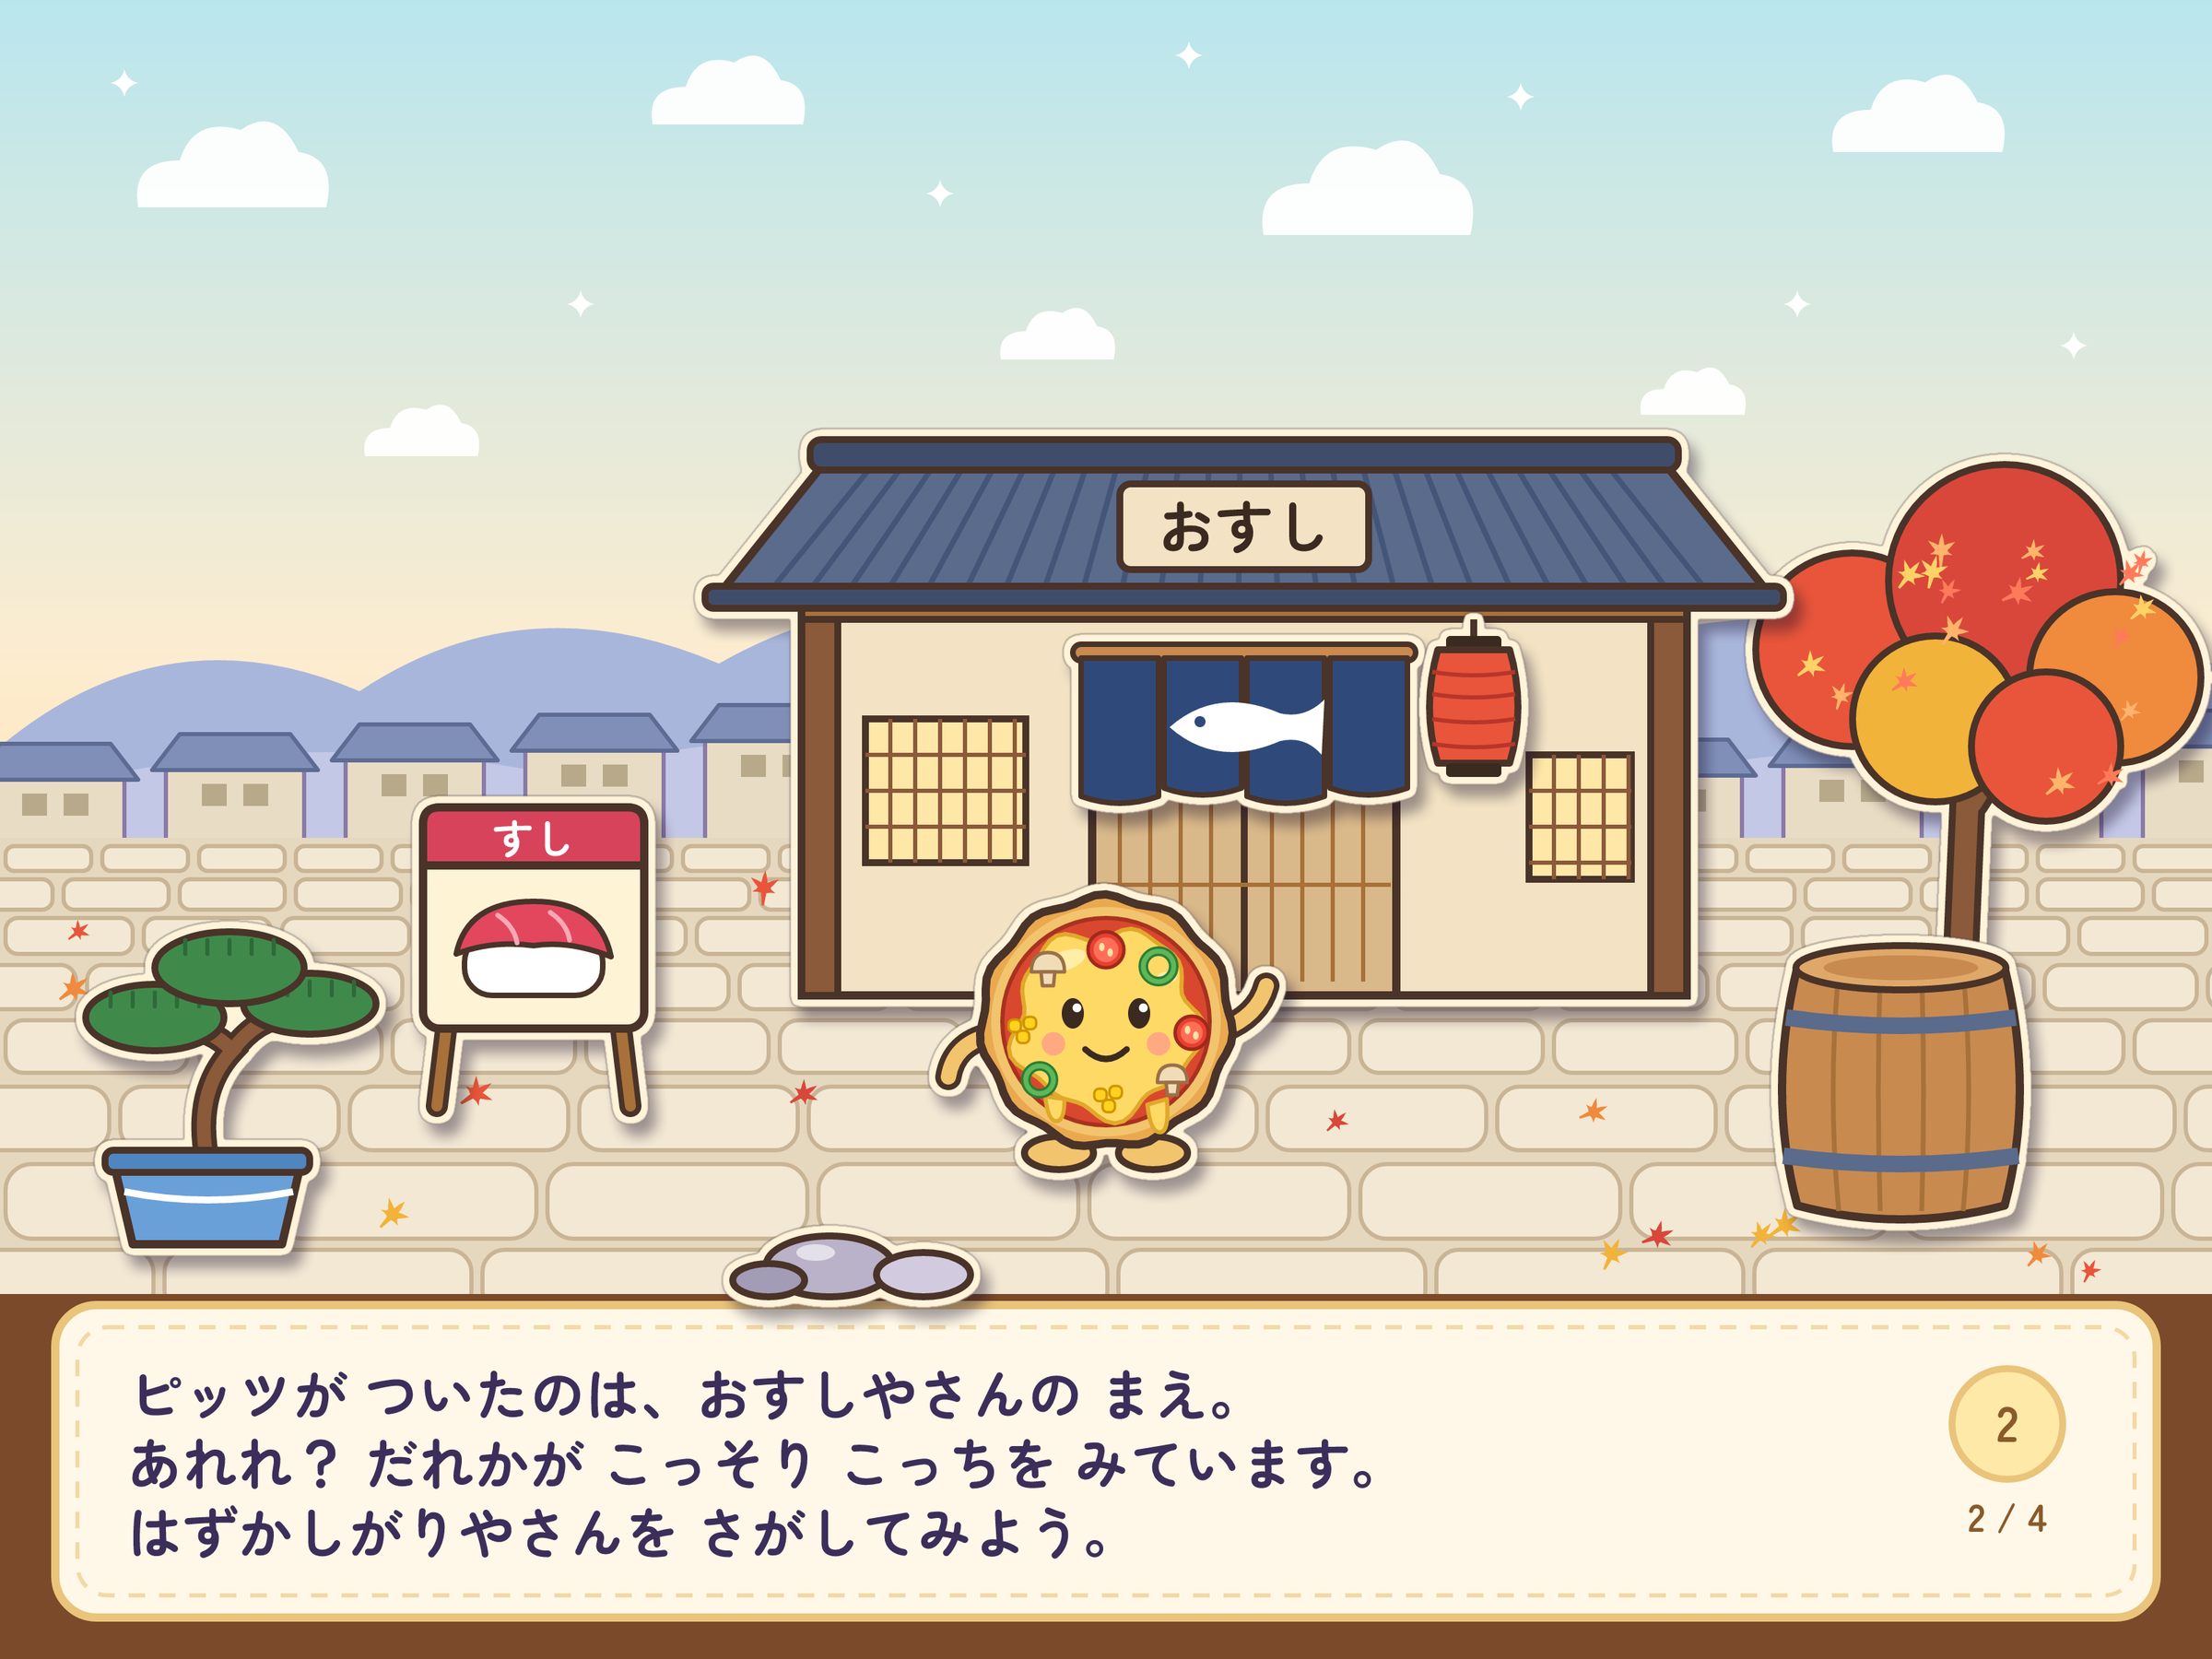 おすし
すし
ピッツが ついたのは、 おすしやさんの まえ。
あれれ？ だれかが こっそり こっちを みています。
はずかしがりやさんを さがしてみよう。
2
2 / 4